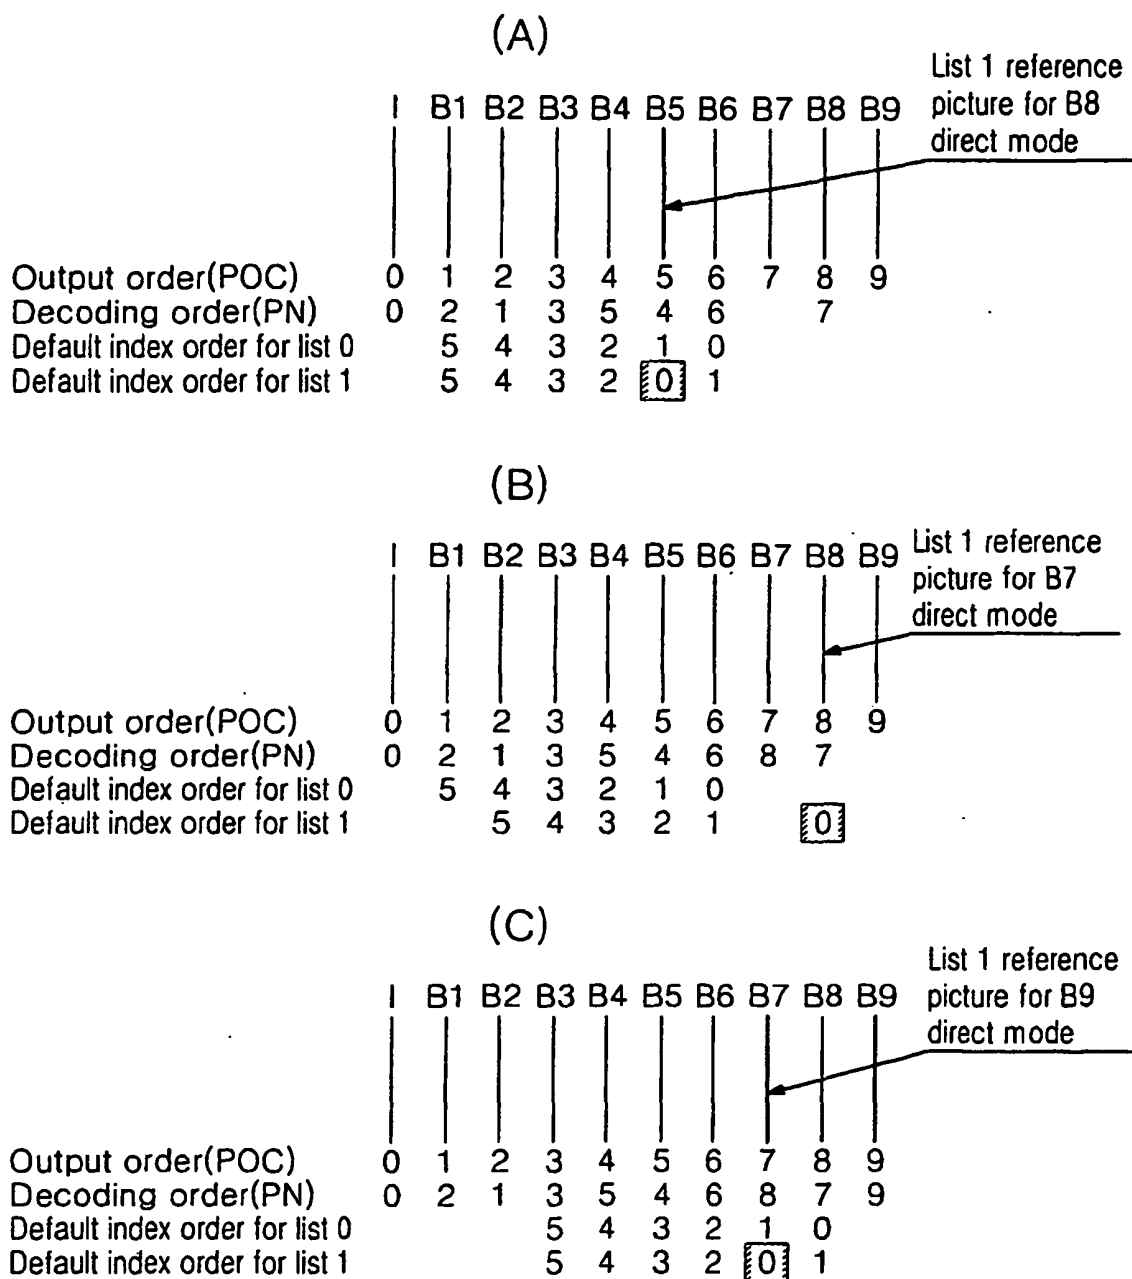 (A)
List 1 reference
picture for B8
direct mode
I B1 B2 B3 B4 B5 B6 B7 B8 B9
Output order(POC) 0 1 2 3 4 5 6 7 8 9
Decoding order(PN) 0 2 1 3 5 4 6 7
Default index order for list 0 5 4 3 2 1 0
Default index order for list 1 5 4 3 2 0 1
(B)
List 1 reference
picture for B7
direct mode
I B1 B2 B3 B4 B5 B6 B7 B8 B9
Output order(POC) 0 1 2 3 4 5 6 7 8 9
Decoding order(PN) 0 2 1 3 5 4 6 8 7
Default index order for list 0 5 4 3 2 1 0
Default index order for list 1 5 4 3 2 1 0
(C)
List 1 reference
picture for B9
direct mode
I B1 B2 B3 B4 B5 B6 B7 B8 B9
Output order(POC) 0 1 2 3 4 5 6 7 8 9
Decoding order(PN) 0 2 1 3 5 4 6 8 7 9
Default index order for list 0 5 4 3 2 1 0
Default index order for list 1 5 4 3 2 0 1